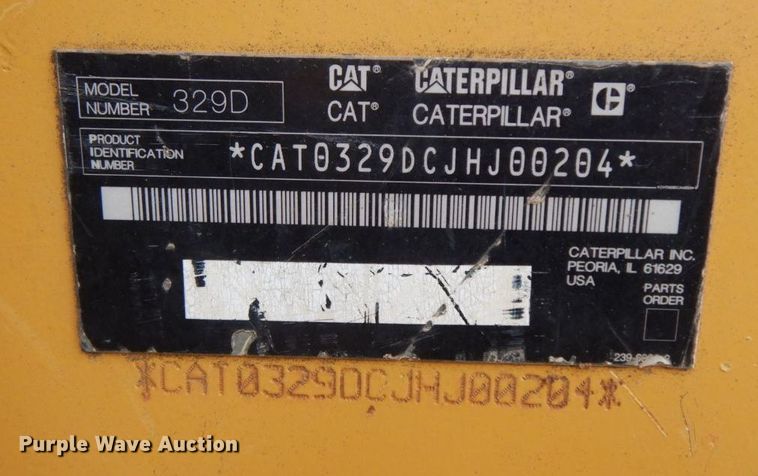 MODEL NUMBER 329D
CAT® CATERPILLAR® C
CAT® CATERPILLAR®
PRODUCT IDENTIFICATION NUMBER *CAT0329DCJHJ00204*
CATERPILLAR INC.
PEORIA, IL 61629
USA
PARTS ORDER
*CAT0329DCJHJ00204*
Purple Wave Auction